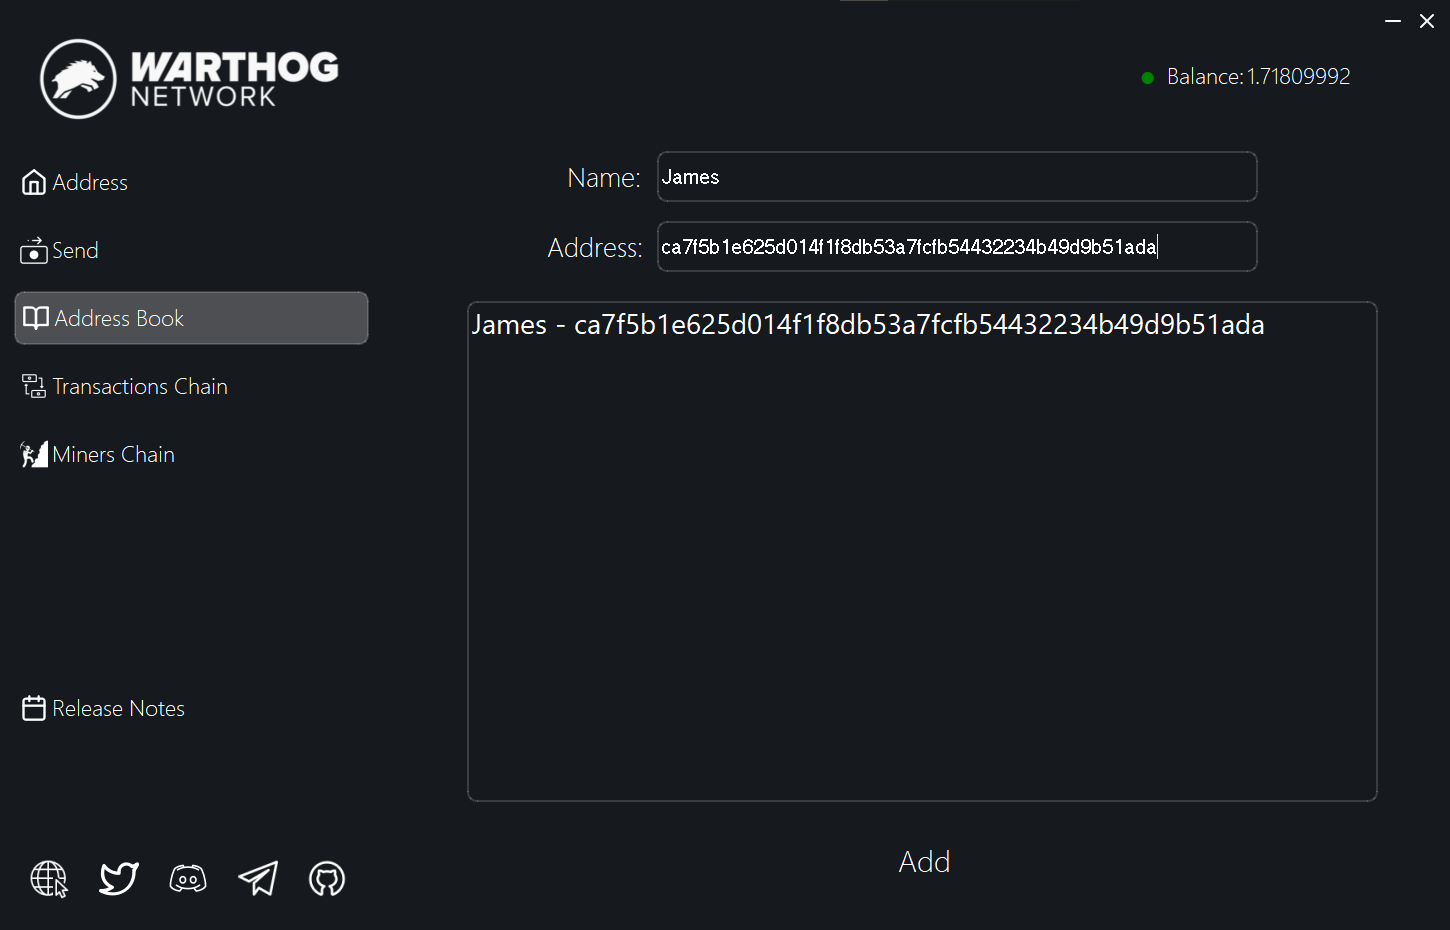 WARTHOG
NETWORK
Balance: 1.71809992
Address
Send
Address Book
Transactions Chain
Miners Chain
Release Notes
Name: James
Address: ca7f5b1e625d014f1f8db53a7fcfb54432234b49d9b51ada
James - ca7f5b1e625d014f1f8db53a7fcfb54432234b49d9b51ada
Add